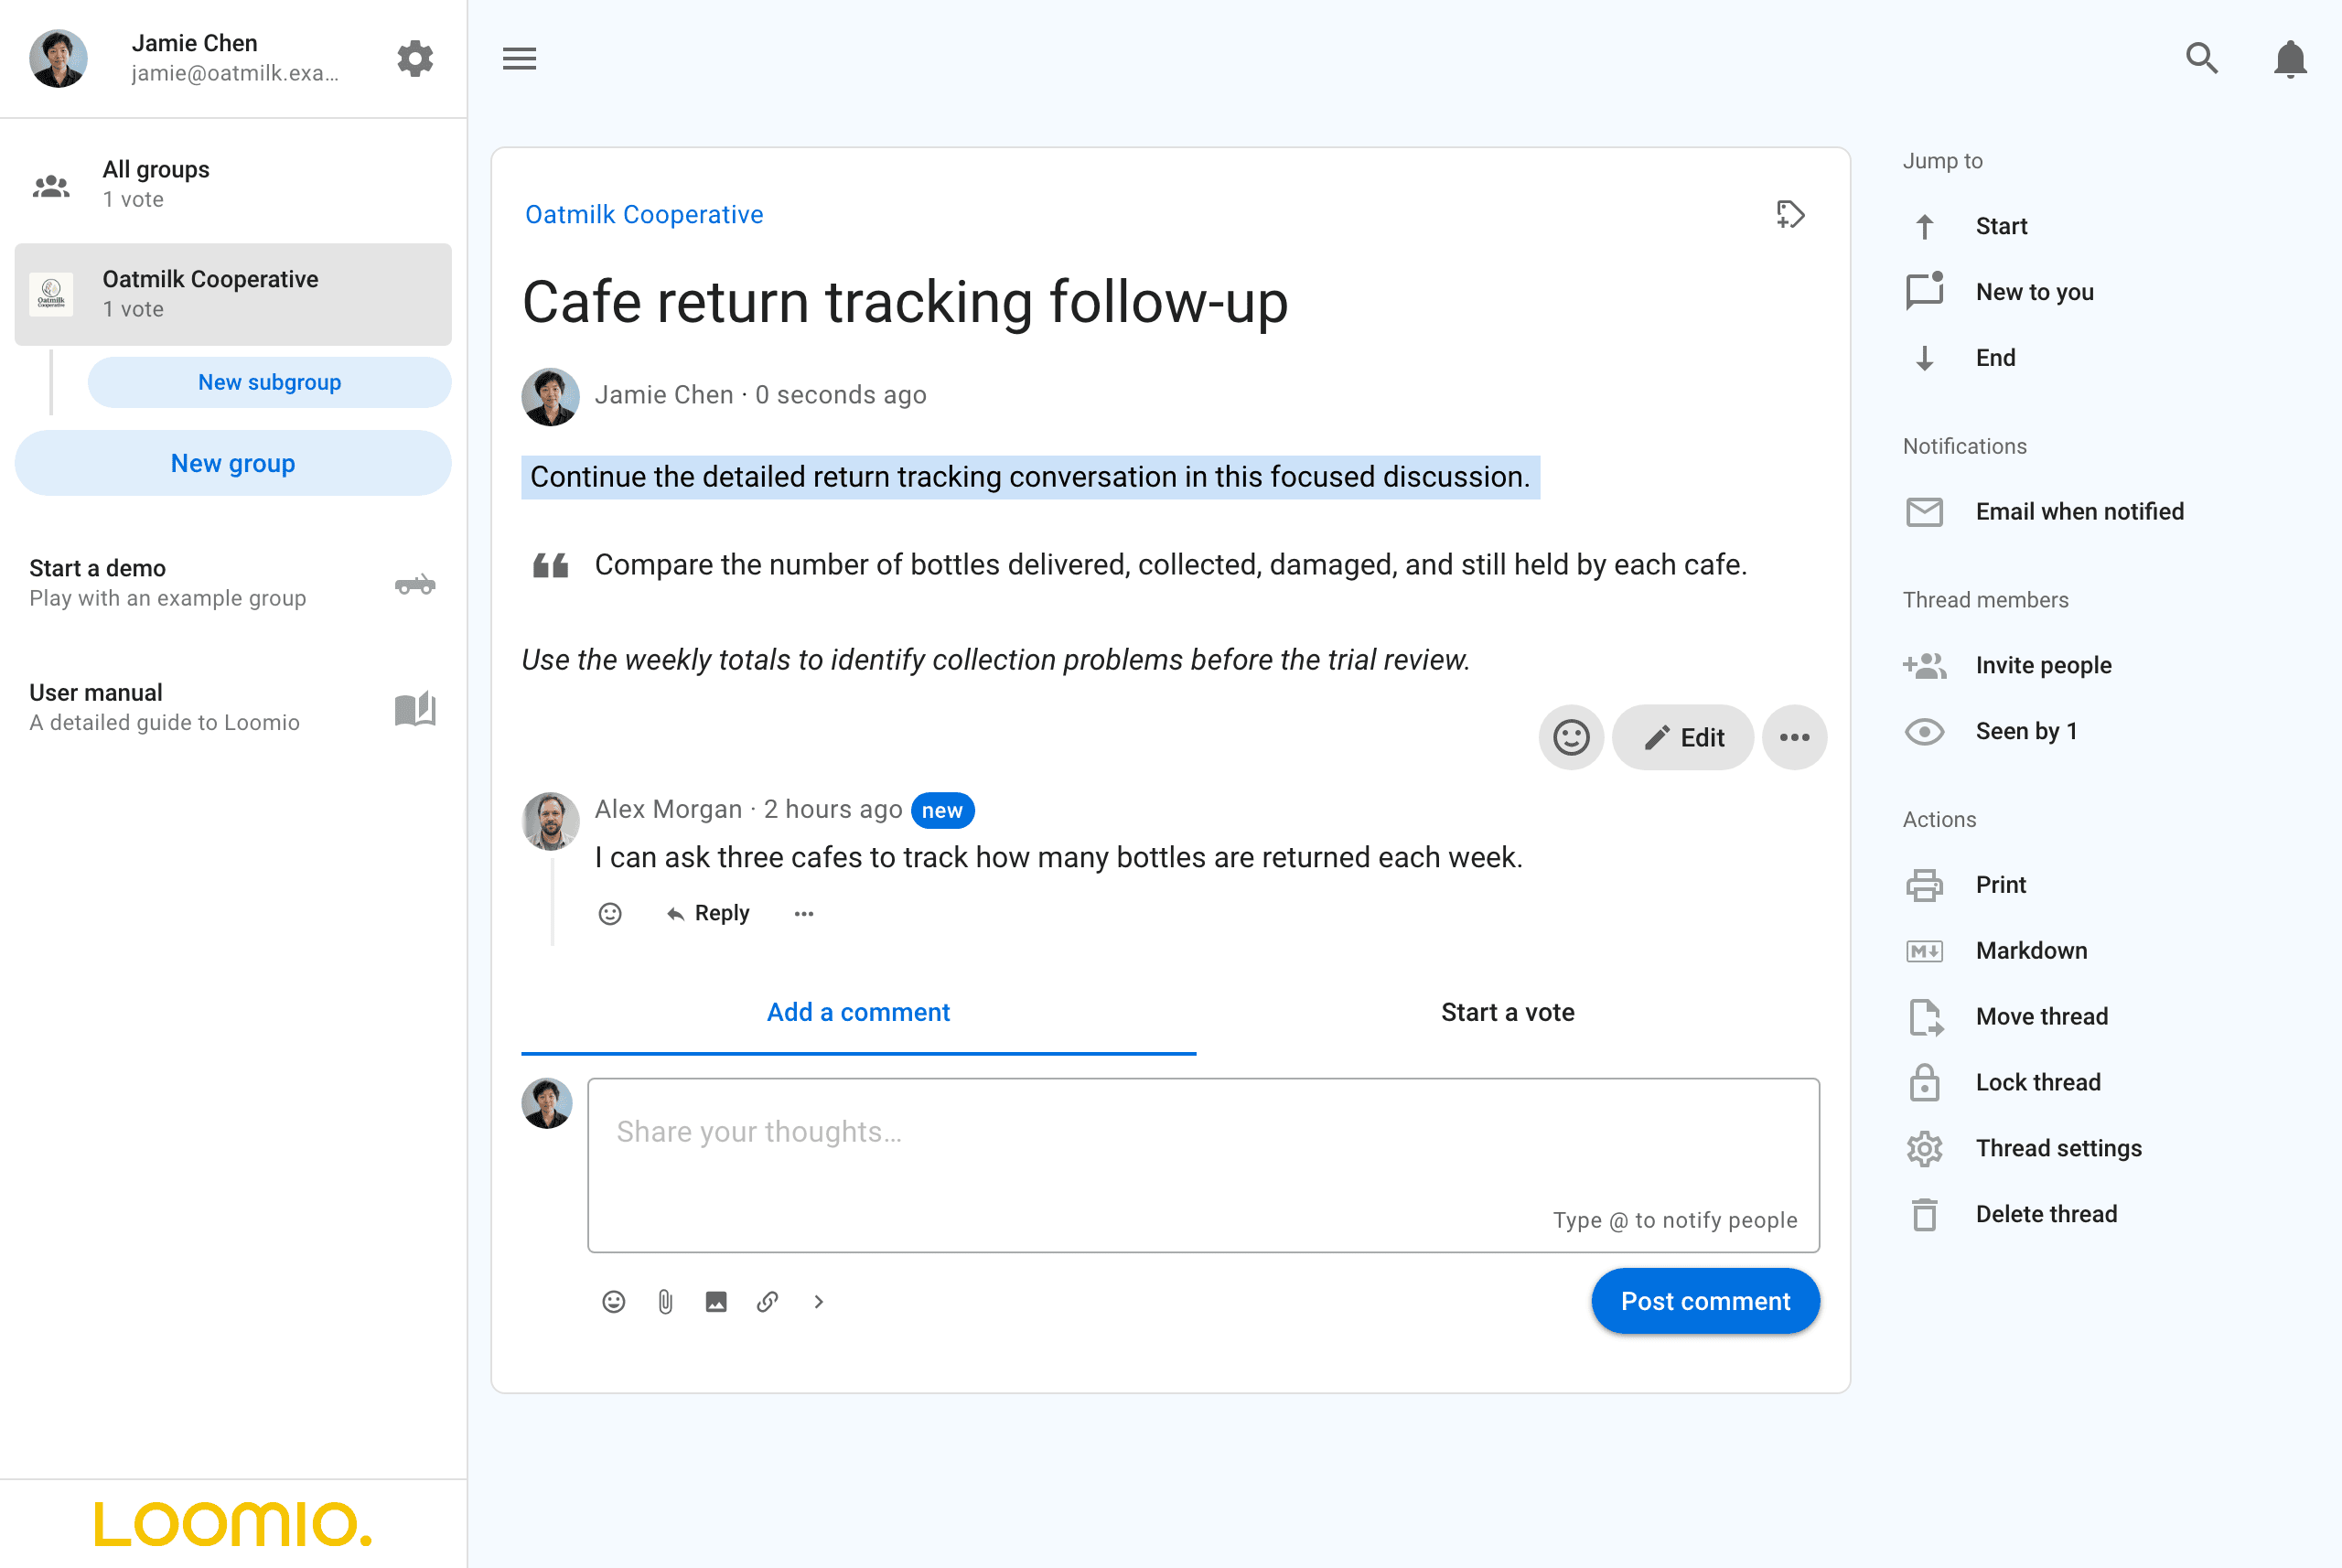 Jamie Chen
jamie@oatmilk.exa…
All groups
1 vote
Oatmilk Cooperative
1 vote
New subgroup
New group
Start a demo
Play with an example group
User manual
A detailed guide to Loomio
LOOMIO.
Oatmilk Cooperative
Cafe return tracking follow-up
Jamie Chen · 0 seconds ago
Continue the detailed return tracking conversation in this focused discussion.
Compare the number of bottles delivered, collected, damaged, and still held by each cafe.
Use the weekly totals to identify collection problems before the trial review.
Edit
Alex Morgan · 2 hours ago new
I can ask three cafes to track how many bottles are returned each week.
Reply
Add a comment
Start a vote
Share your thoughts…
Type @ to notify people
Post comment
Jump to
Start
New to you
End
Notifications
Email when notified
Thread members
Invite people
Seen by 1
Actions
Print
Markdown
Move thread
Lock thread
Thread settings
Delete thread